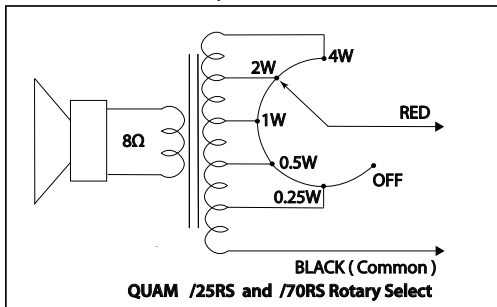 4W
2W
RED
1W
8Ω
0.5W
OFF
0.25W
BLACK ( Common )
QUAM /25RS and /70RS Rotary Select